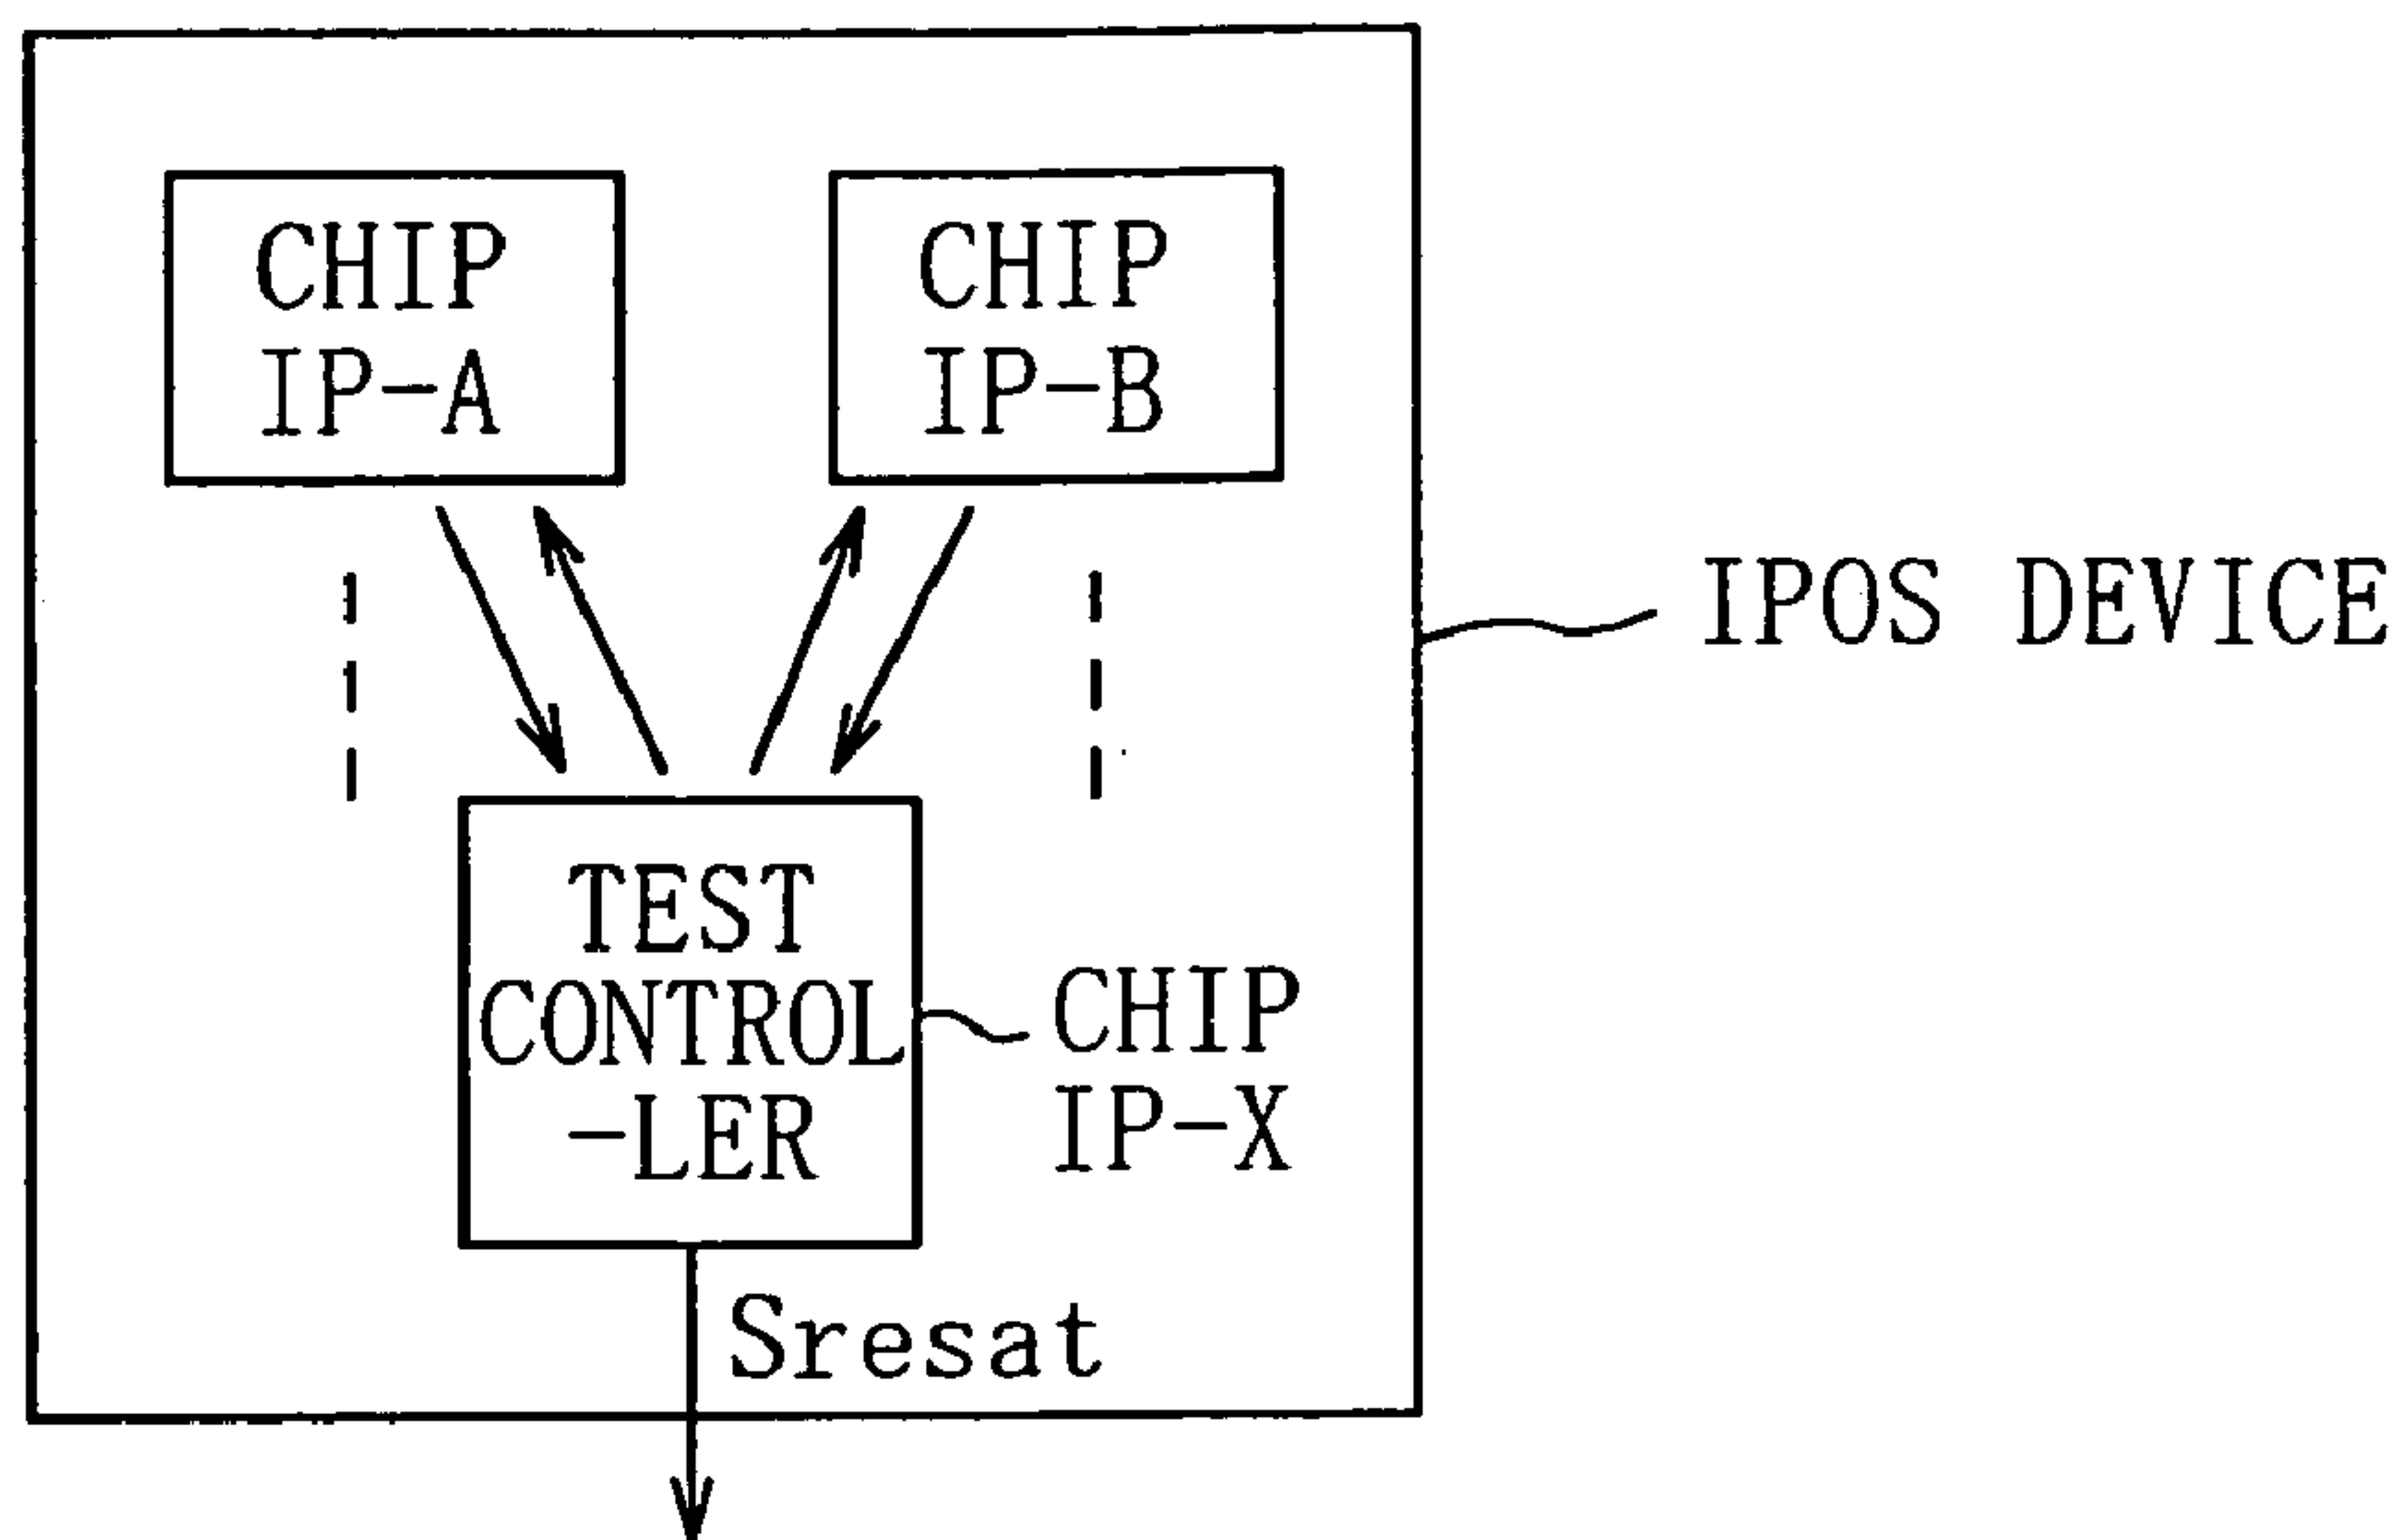 CHIP
IP-A
CHIP
IP-B
IPOS DEVICE
TEST
CONTROL
-LER
CHIP
IP-X
Sresat